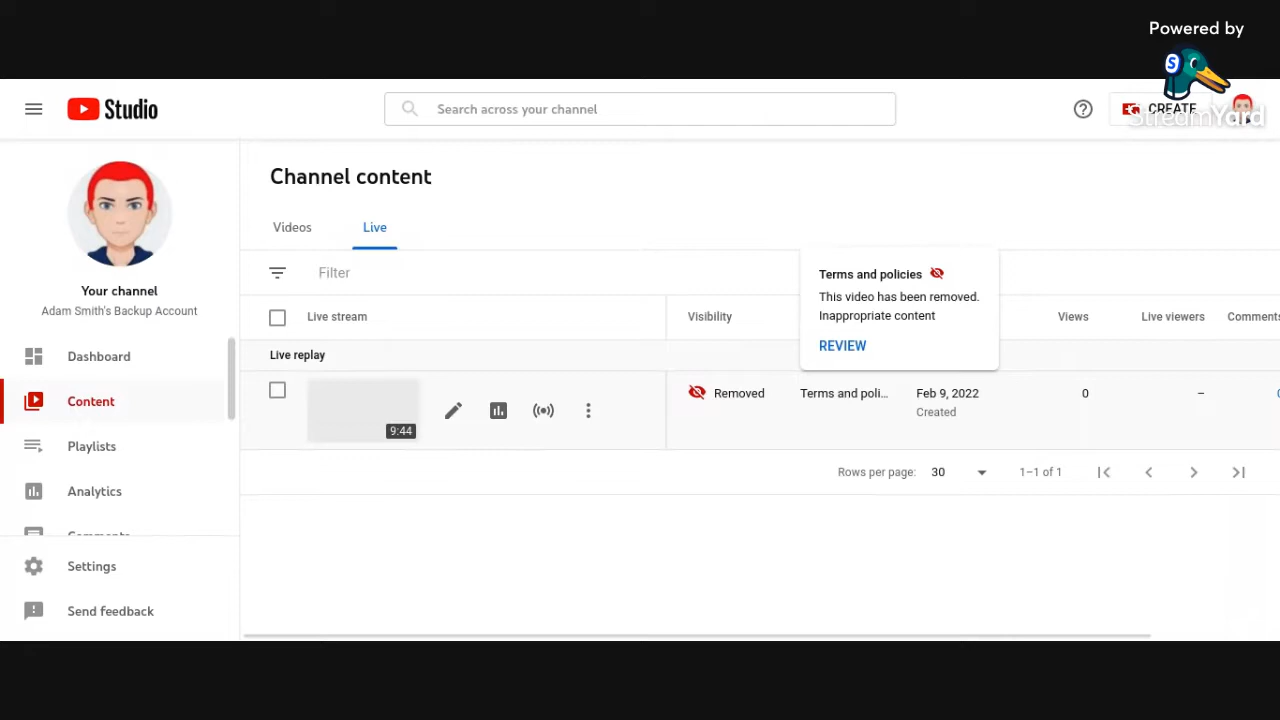 Powered by
StreamYard
Studio
Search across your channel
CREATE
Channel content
Videos
Live
Your channel
Adam Smith's Backup Account
Filter
Terms and policies
This video has been removed.
Inappropriate content
REVIEW
Live stream
Visibility
Views
Live viewers
Comments
Live replay
Dashboard
Content
Playlists
Analytics
Comments
Settings
Send feedback
9:44
Removed
Terms and poli...
Feb 9, 2022
Created
0
–
Rows per page:
30
1–1 of 1